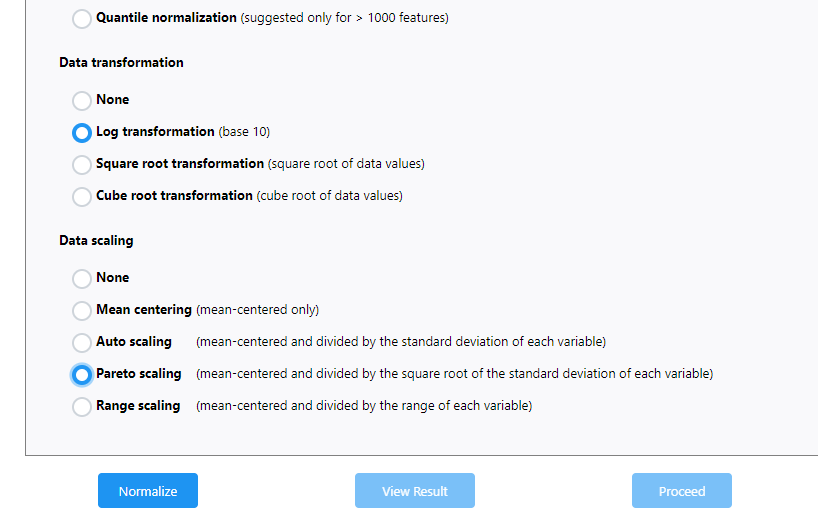 Quantile normalization (suggested only for > 1000 features)
Data transformation
None
Log transformation (base 10)
Square root transformation (square root of data values)
Cube root transformation (cube root of data values)
Data scaling
None
Mean centering (mean-centered only)
Auto scaling (mean-centered and divided by the standard deviation of each variable)
Pareto scaling (mean-centered and divided by the square root of the standard deviation of each variable)
Range scaling (mean-centered and divided by the range of each variable)
Normalize View Result Proceed